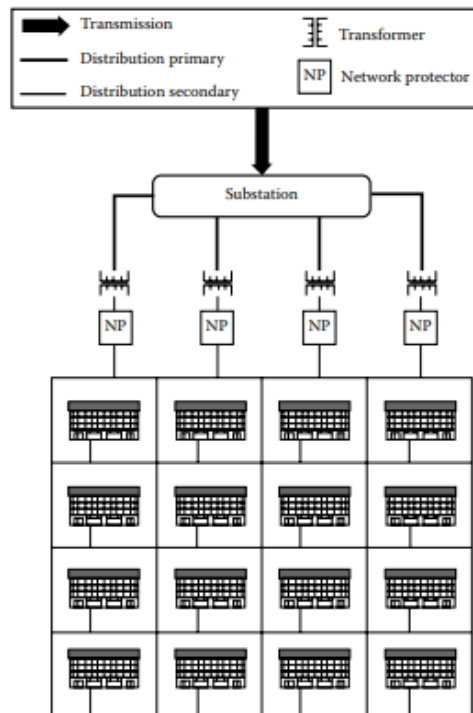 Transmission
Transformer
Distribution primary
NP Network protector
Distribution secondary
Substation
NP NP NP NP